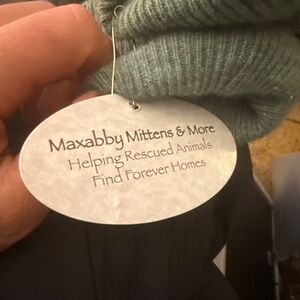 Maxabby Mittens & More
Helping Rescued Animals
Find Forever Homes